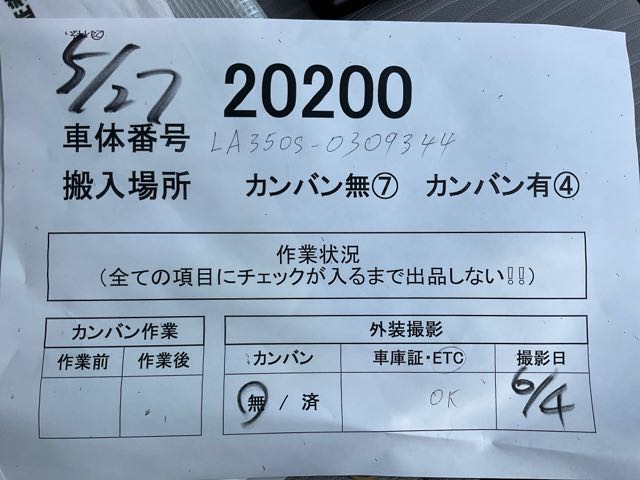 5/27 20200
車体番号 LA350S-0309344
搬入場所 カンバン無⑦ カンバン有④
作業状況
(全ての項目にチェックが入るまで出品しない!!)
カンバン作業
作業前 作業後
外装撮影
カンバン 車庫証・ETC 撮影日
無 / 済 OK 6/4